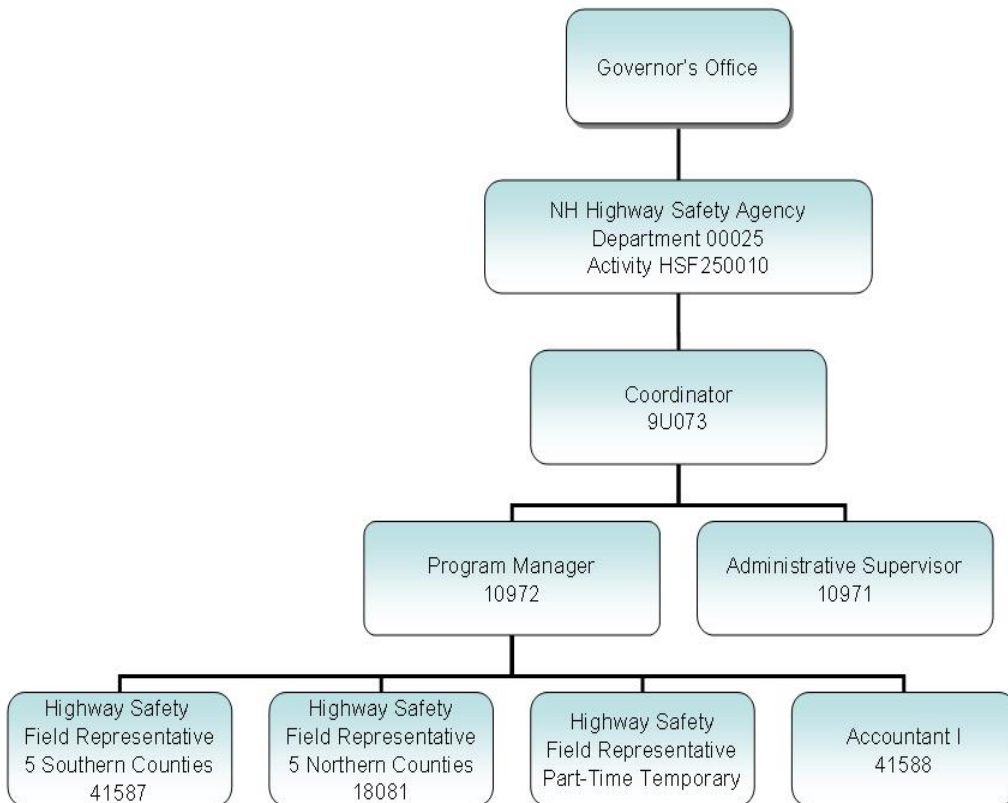 Governor's Office
NH Highway Safety Agency
Department 00025
Activity HSF250010
Coordinator
9U073
Program Manager
10972
Administrative Supervisor
10971
Highway Safety
Field Representative
5 Southern Counties
41587
Highway Safety
Field Representative
5 Northern Counties
18081
Highway Safety
Field Representative
Part-Time Temporary
Accountant I
41588